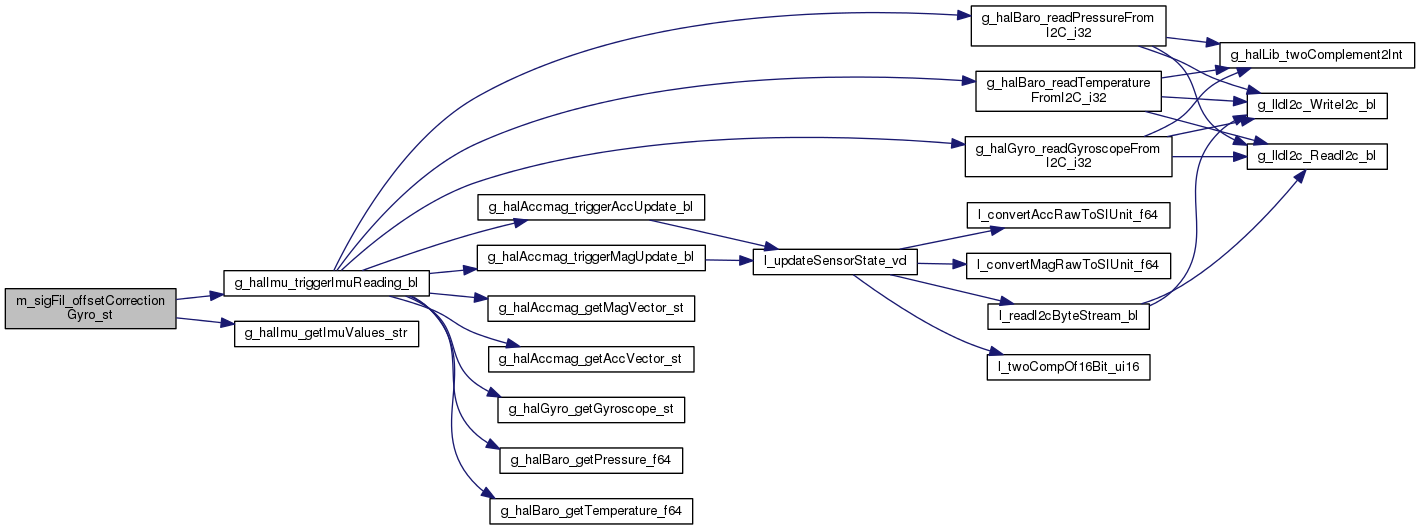 m_sigFil_offsetCorrection
Gyro_st
g_halImu_triggerImuReading_bl
g_halImu_getImuValues_str
g_halBaro_readPressureFrom
I2C_i32
g_halBaro_readTemperature
FromI2C_i32
g_halGyro_readGyroscopeFrom
I2C_i32
g_halAccmag_triggerAccUpdate_bl
g_halAccmag_triggerMagUpdate_bl
g_halAccmag_getMagVector_st
g_halAccmag_getAccVector_st
g_halGyro_getGyroscope_st
g_halBaro_getPressure_f64
g_halBaro_getTemperature_f64
l_updateSensorState_vd
l_convertAccRawToSIUnit_f64
l_convertMagRawToSIUnit_f64
l_readI2cByteStream_bl
l_twoCompOf16Bit_ui16
g_halLib_twoComplement2Int
g_lldI2c_WriteI2c_bl
g_lldI2c_ReadI2c_bl